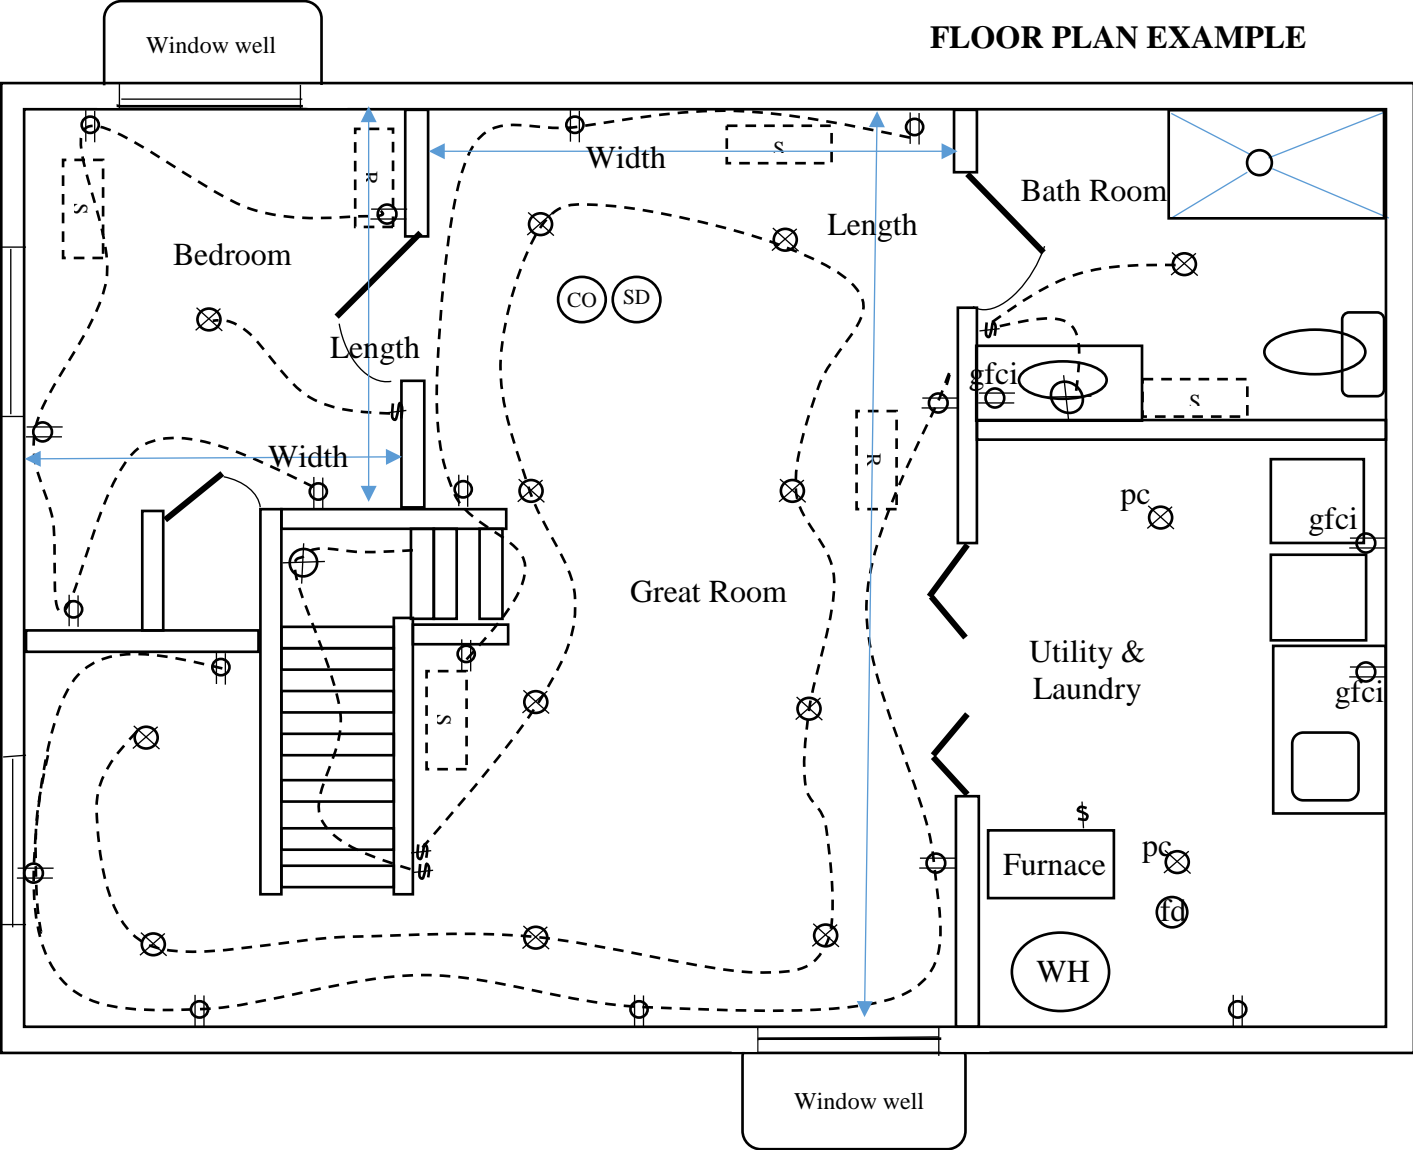 FLOOR PLAN EXAMPLE
Window well
Width
S
R
S
Bath Room
Length
Bedroom
CO
SD
Length
gfci
S
Width
R
pc
gfci
Great Room
Utility &
Laundry
gfci
S
$
pc
Furnace
fd
WH
Window well